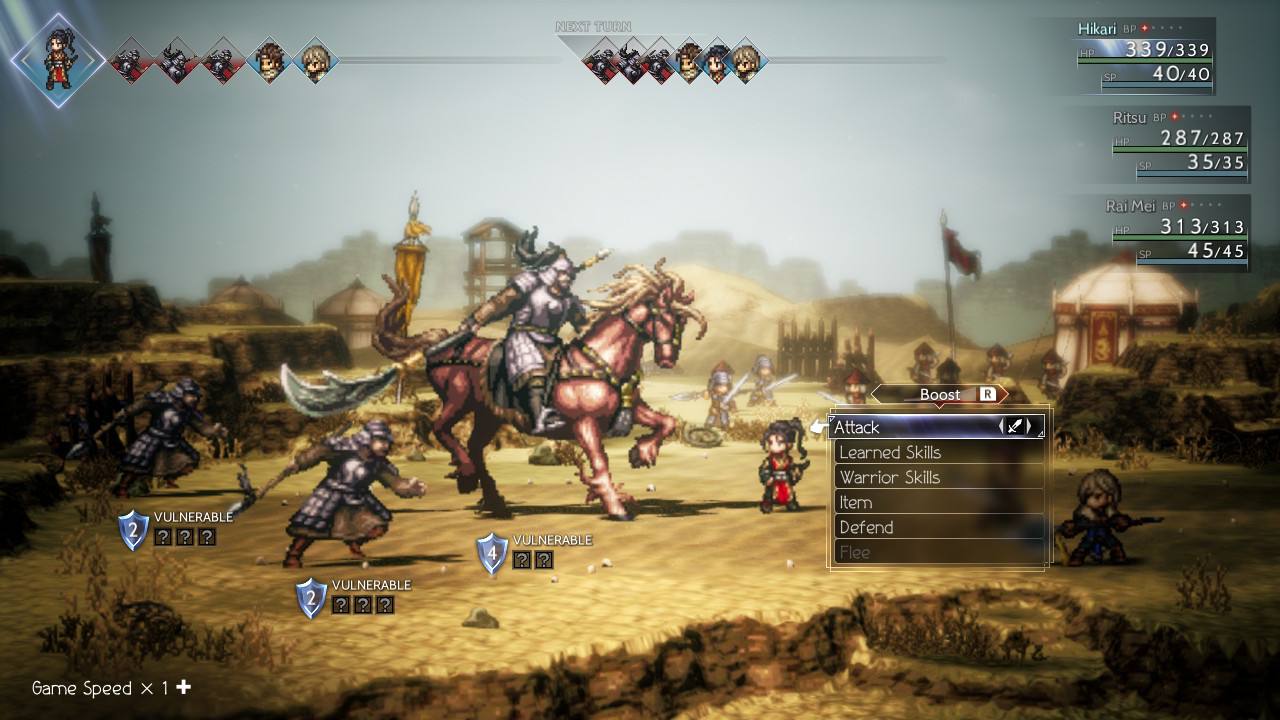 NEXT TURN
Hikari BP
HP 339/339
SP 40/40
Ritsu BP
HP 287/287
SP 35/35
Rai Mei BP
HP 313/313
SP 45/45
Boost R
Attack
Learned Skills
Warrior Skills
Item
Defend
Flee
2 VULNERABLE
? ? ?
4 VULNERABLE
? ?
2 VULNERABLE
? ? ?
Game Speed × 1 +